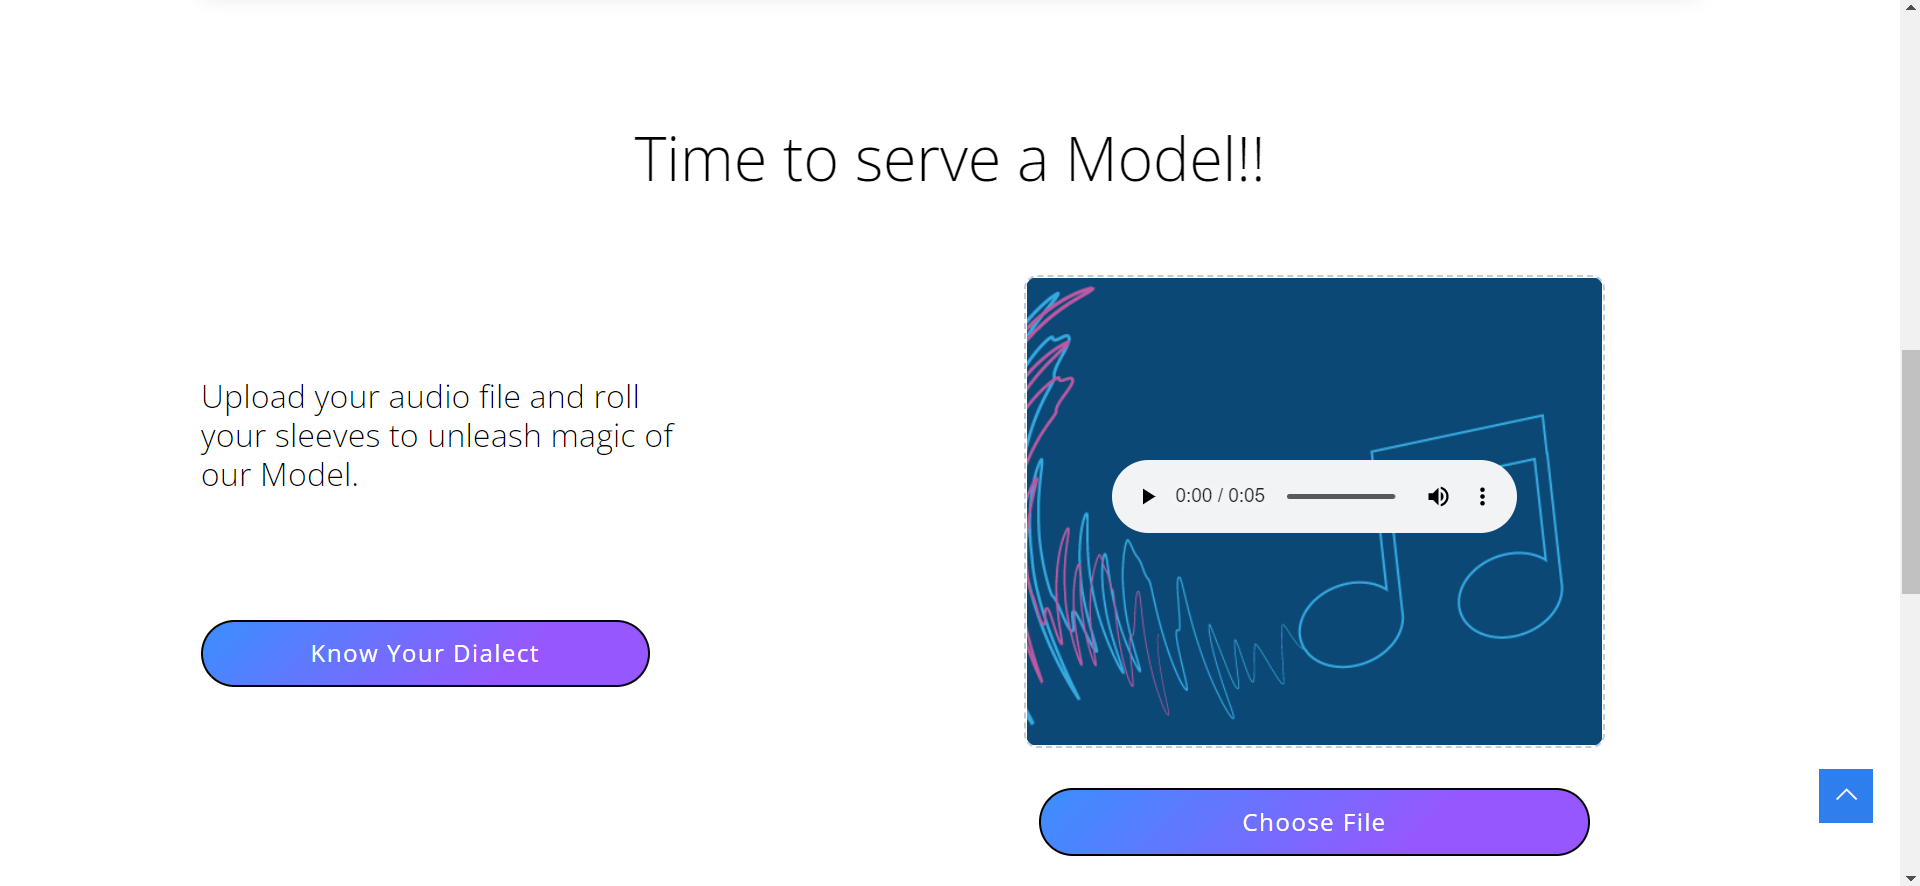 Time to serve a Model!!
Upload your audio file and roll
your sleeves to unleash magic of
our Model.
Know Your Dialect
0:00 / 0:05
Choose File